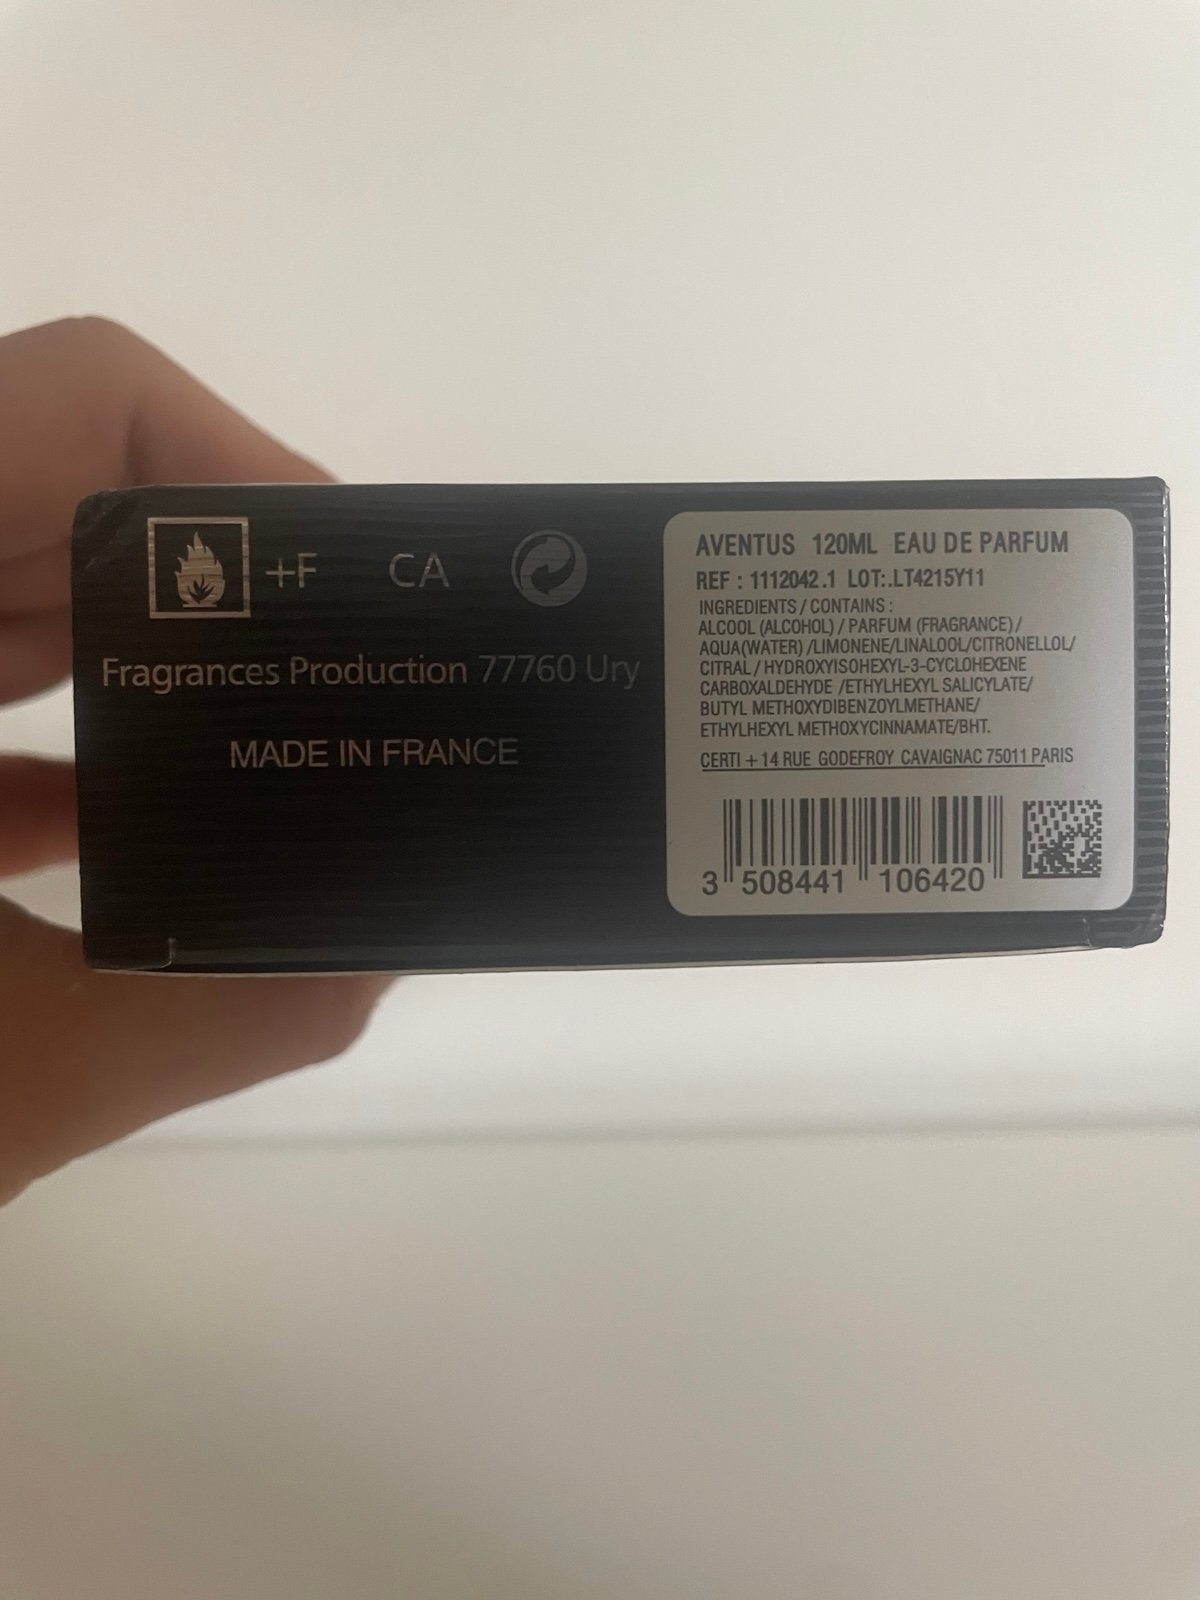 +F CA
Fragrances Production 77760 Ury
MADE IN FRANCE
AVENTUS 120ML EAU DE PARFUM
REF : 1112042.1 LOT:.LT4215Y11
INGREDIENTS / CONTAINS :
ALCOOL (ALCOHOL) / PARFUM (FRAGRANCE) /
AQUA(WATER) /LIMONENE/LINALOOL/CITRONELLOL/
CITRAL / HYDROXYISOHEXYL-3-CYCLOHEXENE
CARBOXALDEHYDE /ETHYLHEXYL SALICYLATE/
BUTYL METHOXYDIBENZOYLMETHANE/
ETHYLHEXYL METHOXYCINNAMATE/BHT.
CERTI + 14 RUE GODEFROY CAVAIGNAC 75011 PARIS
3 508441 106420